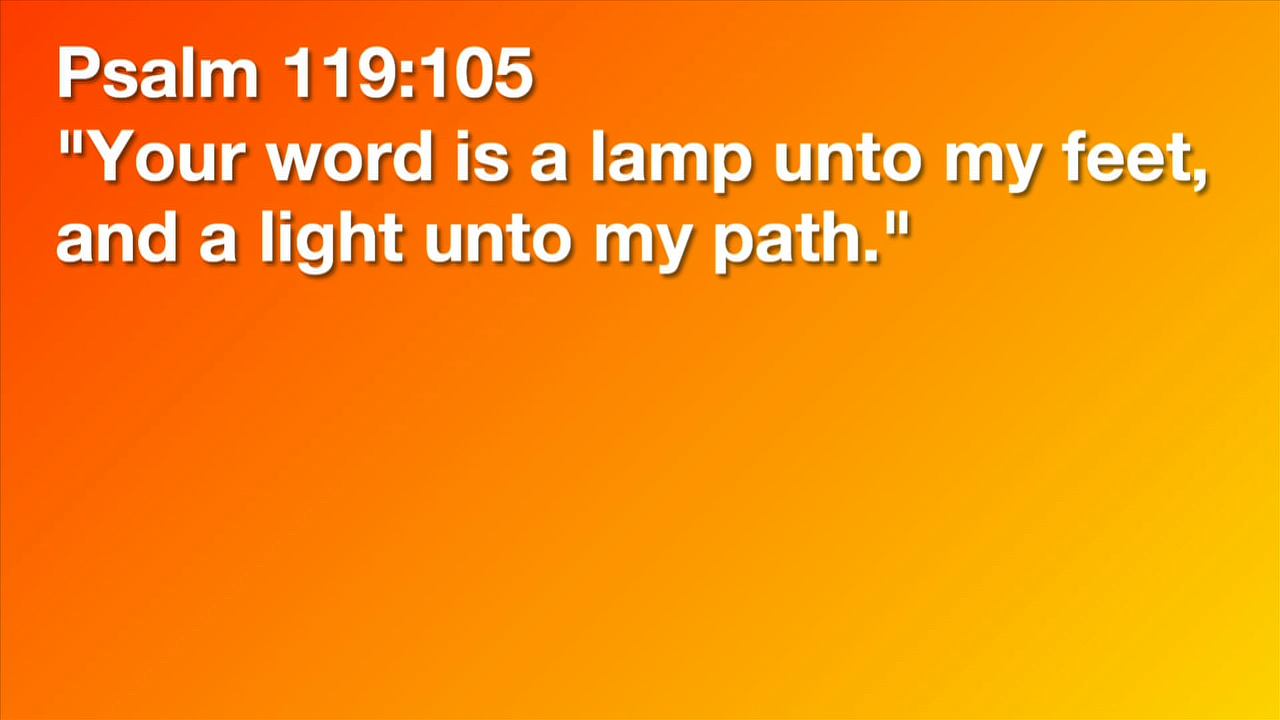 Psalm 119:105
"Your word is a lamp unto my feet,
and a light unto my path."